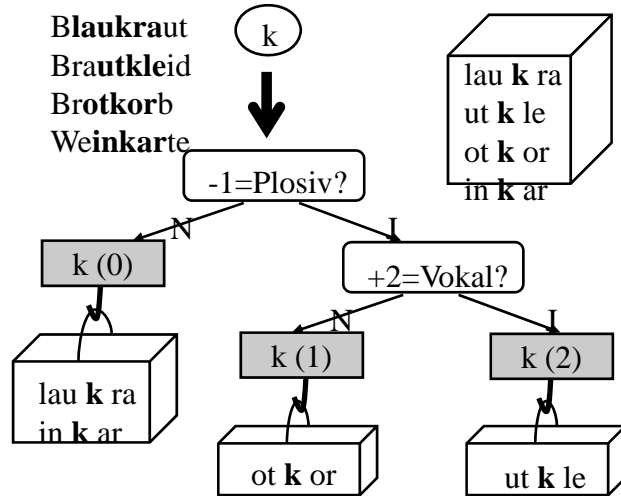 Blaukraut
Brautkleid
Brotkorb
Weinkarte
k
lau k ra
ut k le
ot k or
in k ar
-1=Plosiv?
N
J
k (0)
+2=Vokal?
N
J
k (1)
k (2)
lau k ra
in k ar
ot k or
ut k le